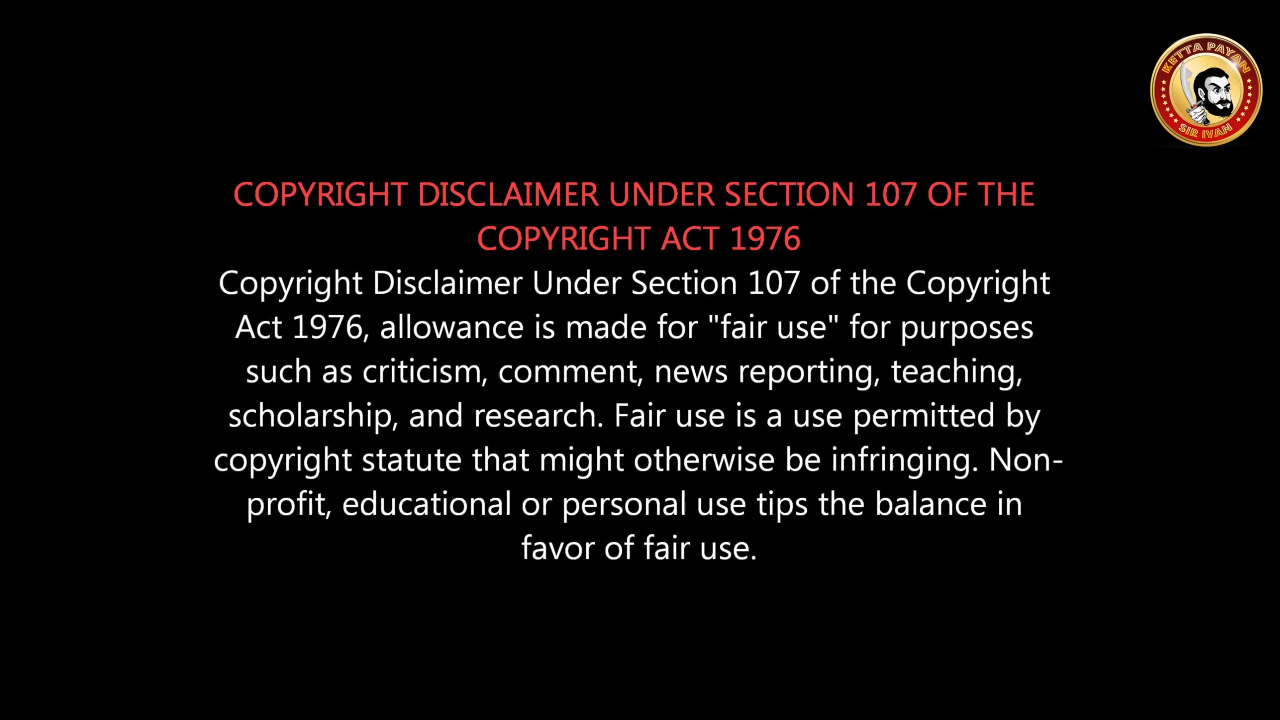 KETTA PAYAN
SIR IVAN
COPYRIGHT DISCLAIMER UNDER SECTION 107 OF THE
COPYRIGHT ACT 1976
Copyright Disclaimer Under Section 107 of the Copyright
Act 1976, allowance is made for "fair use" for purposes
such as criticism, comment, news reporting, teaching,
scholarship, and research. Fair use is a use permitted by
copyright statute that might otherwise be infringing. Non-
profit, educational or personal use tips the balance in
favor of fair use.